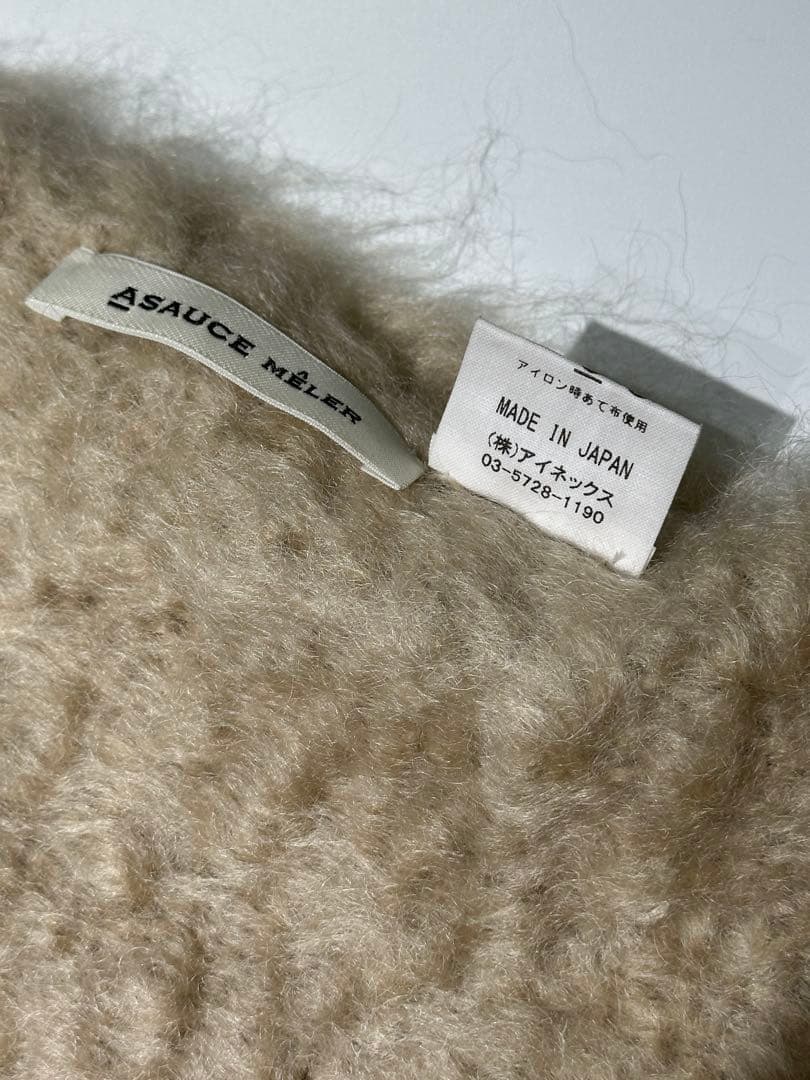 ASAUCE MÊLER
アイロン時あて布使用
MADE IN JAPAN
(株)アイネックス
03-5728-1190